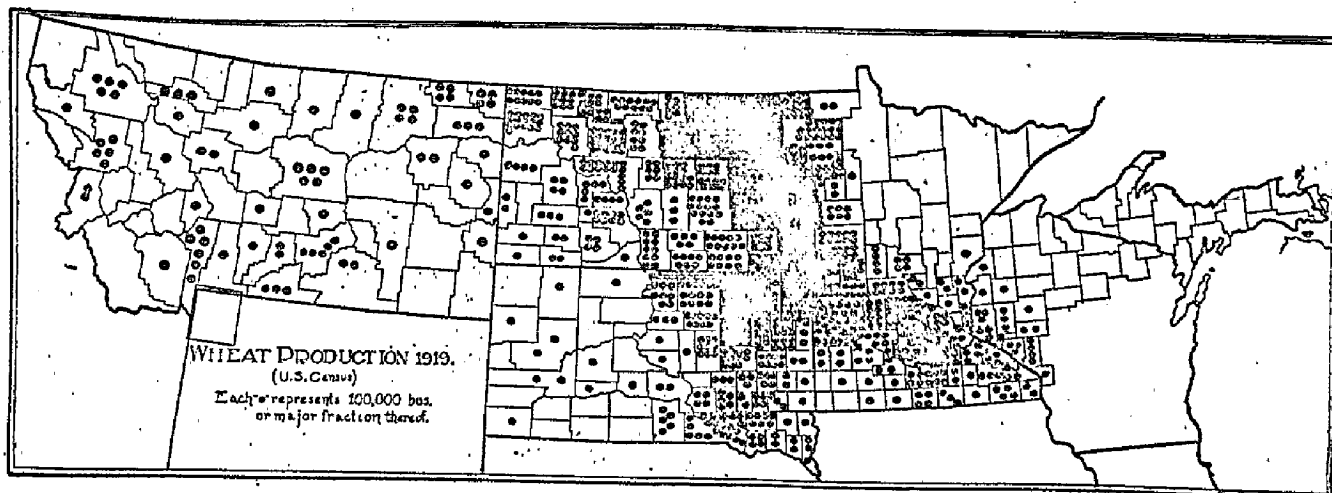 WHEAT PRODUCTION 1919.
(U.S. Census)
Each • represents 100,000 bus.
or major fraction thereof.